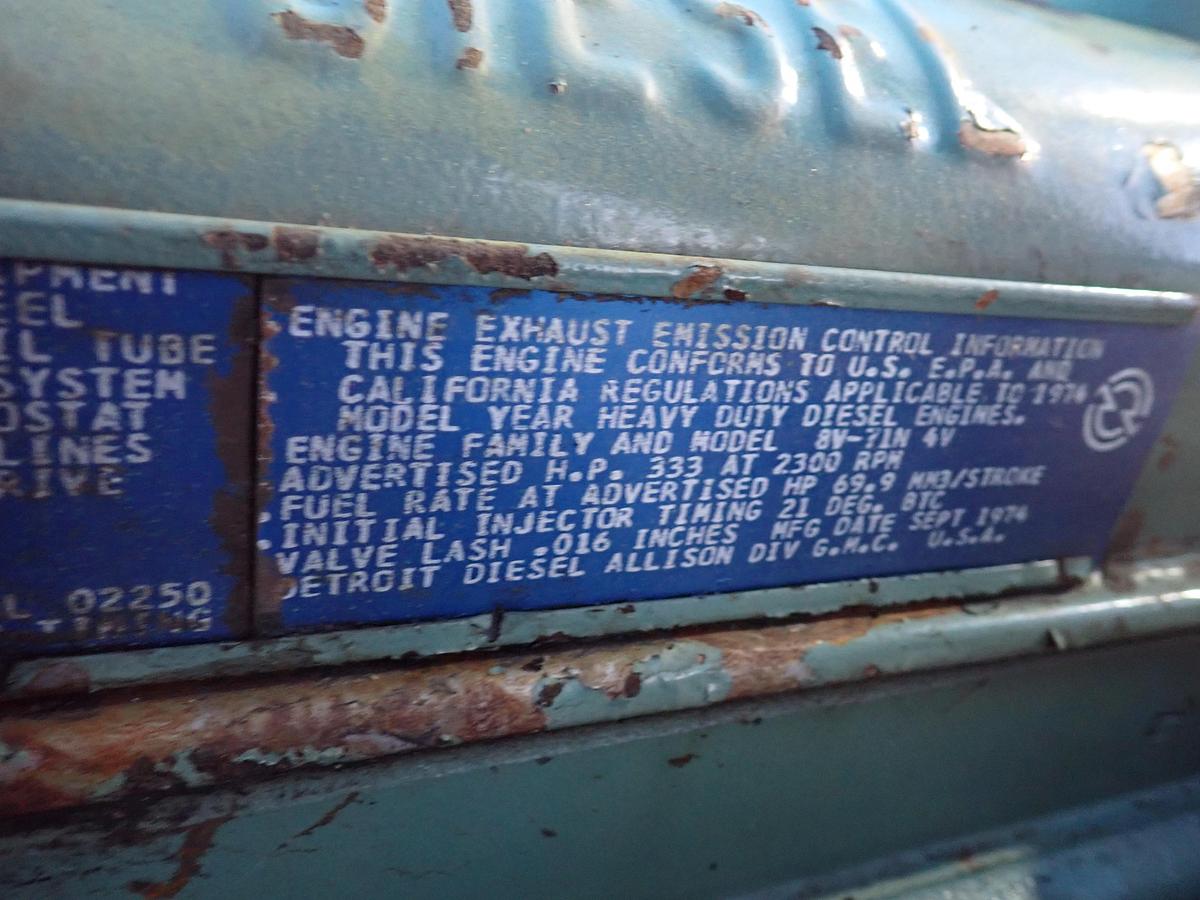 DIESEL
EEL
IL TUBE
SYSTEM
OSTAT
LINES
RIVE
L 02250
ENGINE EXHAUST EMISSION CONTROL INFORMATION
THIS ENGINE CONFORMS TO U.S. E.P.A. AND
CALIFORNIA REGULATIONS APPLICABLE TO 1974
MODEL YEAR HEAVY DUTY DIESEL ENGINES.
ENGINE FAMILY AND MODEL 8V-71N 4V
ADVERTISED H.P. 333 AT 2300 RPM
FUEL RATE AT ADVERTISED HP 69.9 MM3/STROKE
INITIAL INJECTOR TIMING 21 DEG. BTC
VALVE LASH .016 INCHES MFG DATE SEPT 1974
DETROIT DIESEL ALLISON DIV G.M.C. U.S.A.